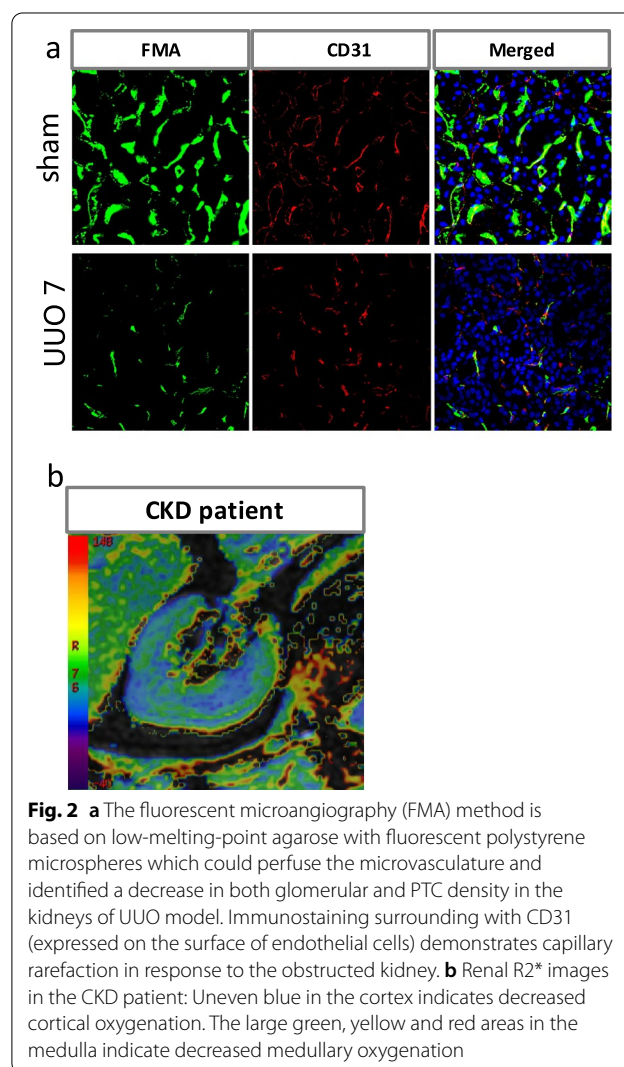 a
FMA CD31 Merged
sham
UUO 7
b
CKD patient
148
R
7
6
Fig. 2 a The fluorescent microangiography (FMA) method is
based on low-melting-point agarose with fluorescent polystyrene
microspheres which could perfuse the microvasculature and
identified a decrease in both glomerular and PTC density in the
kidneys of UUO model. Immunostaining surrounding with CD31
(expressed on the surface of endothelial cells) demonstrates capillary
rarefaction in response to the obstructed kidney. b Renal R2* images
in the CKD patient: Uneven blue in the cortex indicates decreased
cortical oxygenation. The large green, yellow and red areas in the
medulla indicate decreased medullary oxygenation